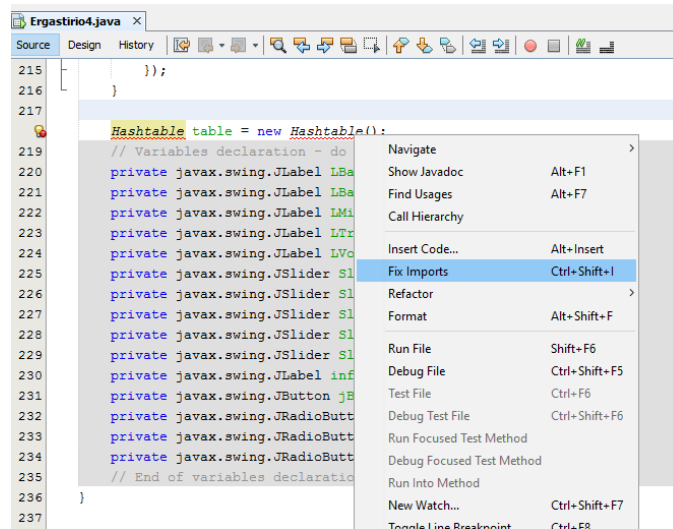 Ergastirio4.java ×
Source Design History
215 });
216 }
217
Hashtable table = new Hashtable();
219 // Variables declaration - do
220 private javax.swing.JLabel LBa
221 private javax.swing.JLabel LBa
222 private javax.swing.JLabel LMi
223 private javax.swing.JLabel LTr
224 private javax.swing.JLabel LVo
225 private javax.swing.JSlider Sl
226 private javax.swing.JSlider Sl
227 private javax.swing.JSlider Sl
228 private javax.swing.JSlider Sl
229 private javax.swing.JSlider Sl
230 private javax.swing.JLabel inf
231 private javax.swing.JButton jB
232 private javax.swing.JRadioButt
233 private javax.swing.JRadioButt
234 private javax.swing.JRadioButt
235 // End of variables declaratio
236 }
237
Navigate >
Show Javadoc Alt+F1
Find Usages Alt+F7
Call Hierarchy
Insert Code... Alt+Insert
Fix Imports Ctrl+Shift+I
Refactor >
Format Alt+Shift+F
Run File Shift+F6
Debug File Ctrl+Shift+F5
Test File Ctrl+F6
Debug Test File Ctrl+Shift+F6
Run Focused Test Method
Debug Focused Test Method
Run Into Method
New Watch... Ctrl+Shift+F7
Toggle Line Breakpoint Ctrl+F8